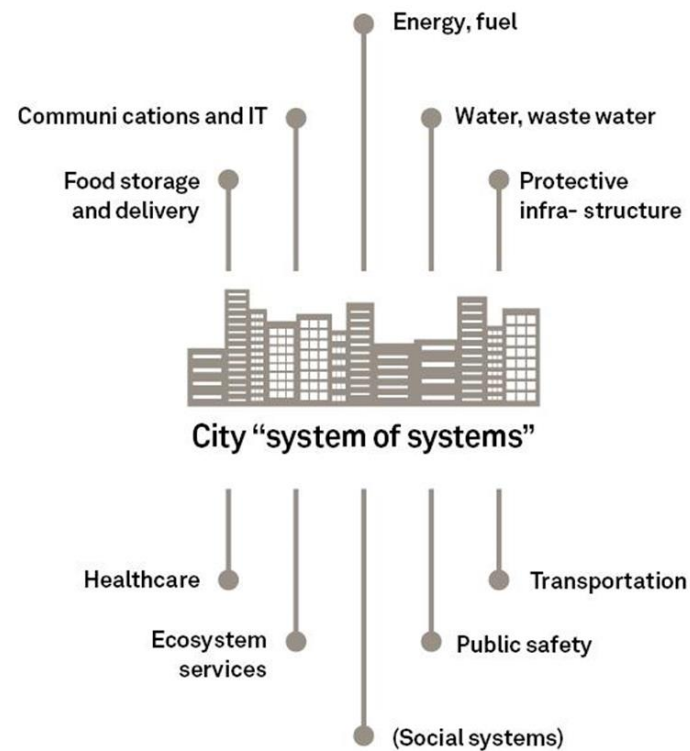 Energy, fuel
Communi cations and IT
Water, waste water
Food storage
and delivery
Protective
infra- structure
City “system of systems”
Healthcare
Transportation
Ecosystem
services
Public safety
(Social systems)